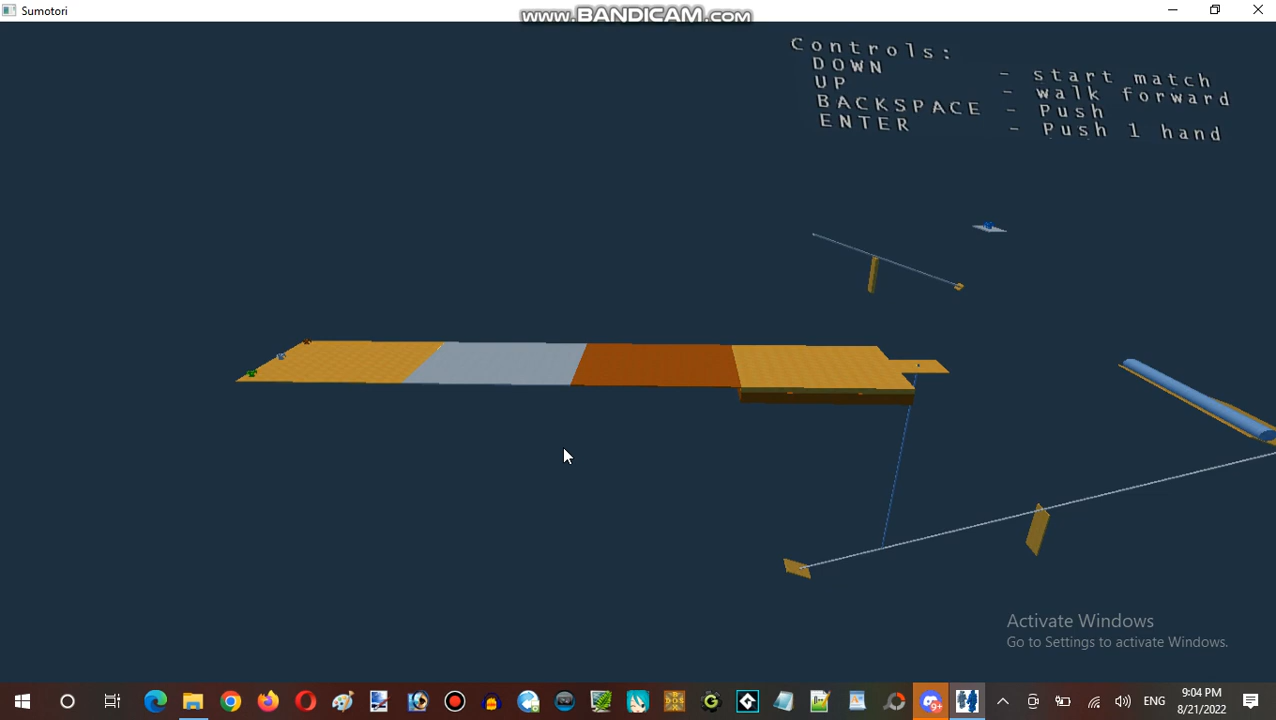 Sumotori
www.BANDICAM.com
Controls:
DOWN - start match
UP - walk forward
BACKSPACE - Push
ENTER - Push 1 hand
Activate Windows
Go to Settings to activate Windows.
9+
ENG
9:04 PM
8/21/2022